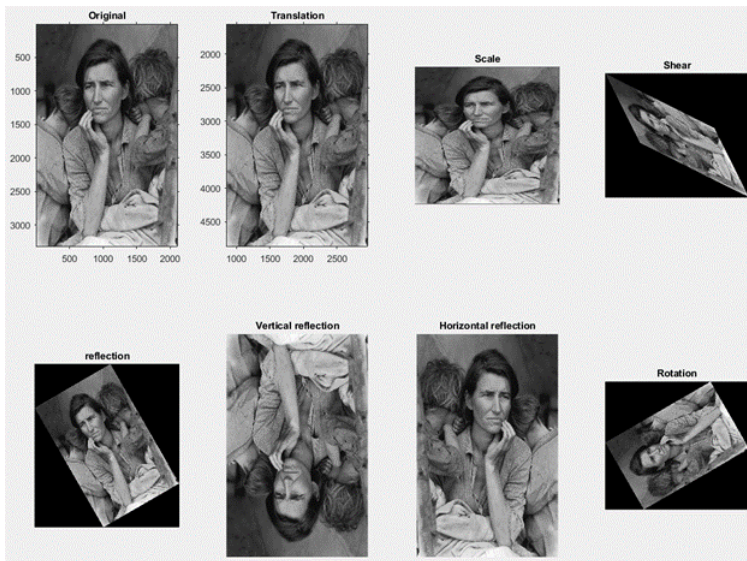 Original
500
1000
1500
2000
2500
3000
500 1000 1500 2000
Translation
2000
2500
3000
3500
4000
4500
1000 1500 2000 2500
Scale
Shear
reflection
Vertical reflection
Horizontal reflection
Rotation